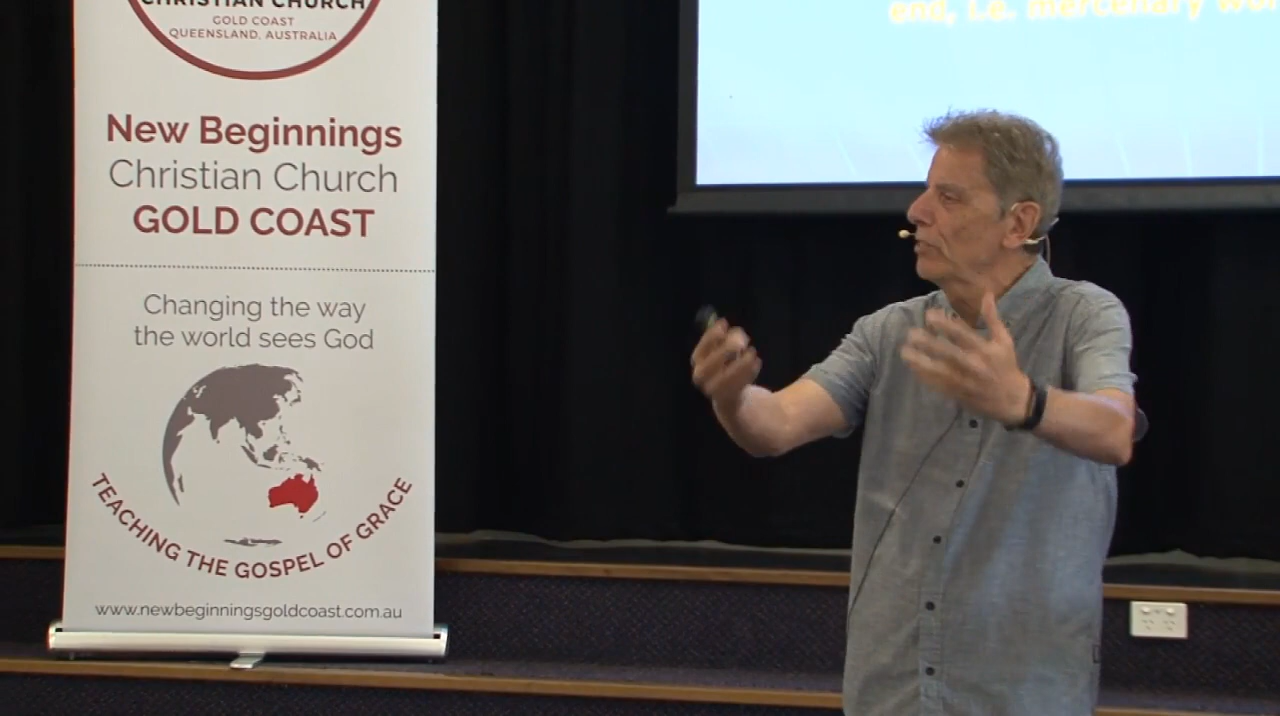 CHRISTIAN CHURCH
GOLD COAST
QUEENSLAND, AUSTRALIA
New Beginnings
Christian Church
GOLD COAST
Changing the way
the world sees God
TEACHING THE GOSPEL OF GRACE
www.newbeginningsgoldcoast.com.au
end, i.e. mercenary